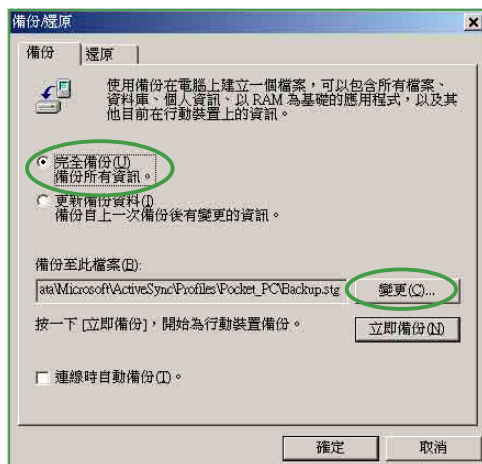 備份/還原
備份
還原
使用備份在電腦上建立一個檔案，可以包含所有檔案、
資料庫、個人資訊、以 RAM 為基礎的應用程式，以及其
他目前在行動裝置上的資訊。
完全備份(U)
備份所有資訊。
更新備份資料(I)
備份自上一次備份後有變更的資訊。
備份至此檔案(B):
ata\Microsoft\ActiveSync\Profiles\Pocket_PC\Backup.stg
變更(C)...
按一下 [立即備份]，開始為行動裝置備份。
立即備份(N)
連線時自動備份(T)。
確定
取消